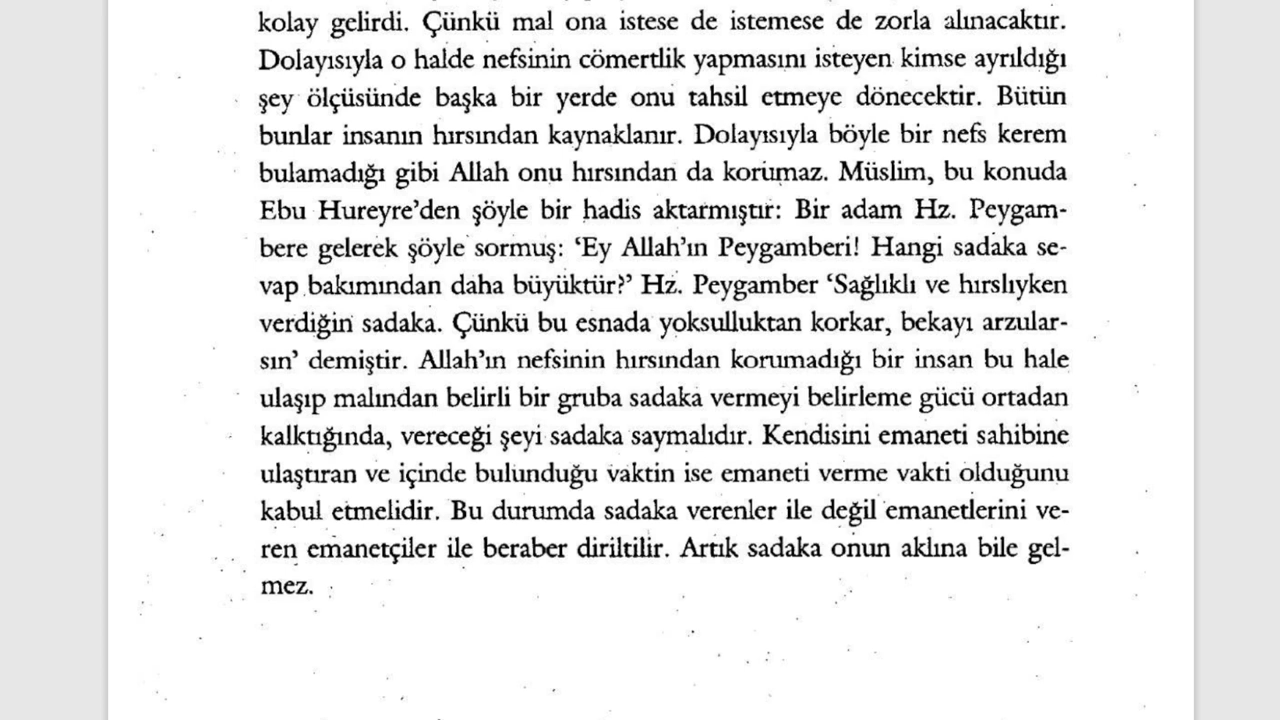 kolay gelirdi. Çünkü mal ona istese de istemese de zorla alınacaktır.
Dolayısıyla o halde nefsinin cömertlik yapmasını isteyen kimse ayrıldığı
şey ölçüsünde başka bir yerde onu tahsil etmeye dönecektir. Bütün
bunlar insanın hırsından kaynaklanır. Dolayısıyla böyle bir nefs kerem
bulamadığı gibi Allah onu hırsından da korumaz. Müslim, bu konuda
Ebu Hureyre’den şöyle bir hadis aktarmıştır: Bir adam Hz. Peygam-
bere gelerek şöyle sormuş: ‘Ey Allah’ın Peygamberi! Hangi sadaka se-
vap bakımından daha büyüktür?’ Hz. Peygamber ‘Sağlıklı ve hırslıyken
verdiğin sadaka. Çünkü bu esnada yoksulluktan korkar, bekayı arzular-
sın’ demiştir. Allah’ın nefsinin hırsından korumadığı bir insan bu hale
ulaşıp malından belirli bir gruba sadaka vermeyi belirleme gücü ortadan
kalktığında, vereceği şeyi sadaka saymalıdır. Kendisini emaneti sahibine
ulaştıran ve içinde bulunduğu vaktin ise emaneti verme vakti olduğunu
kabul etmelidir. Bu durumda sadaka verenler ile değil emanetlerini ve-
ren emanetçiler ile beraber diriltilir. Artık sadaka onun aklına bile gel-
mez.